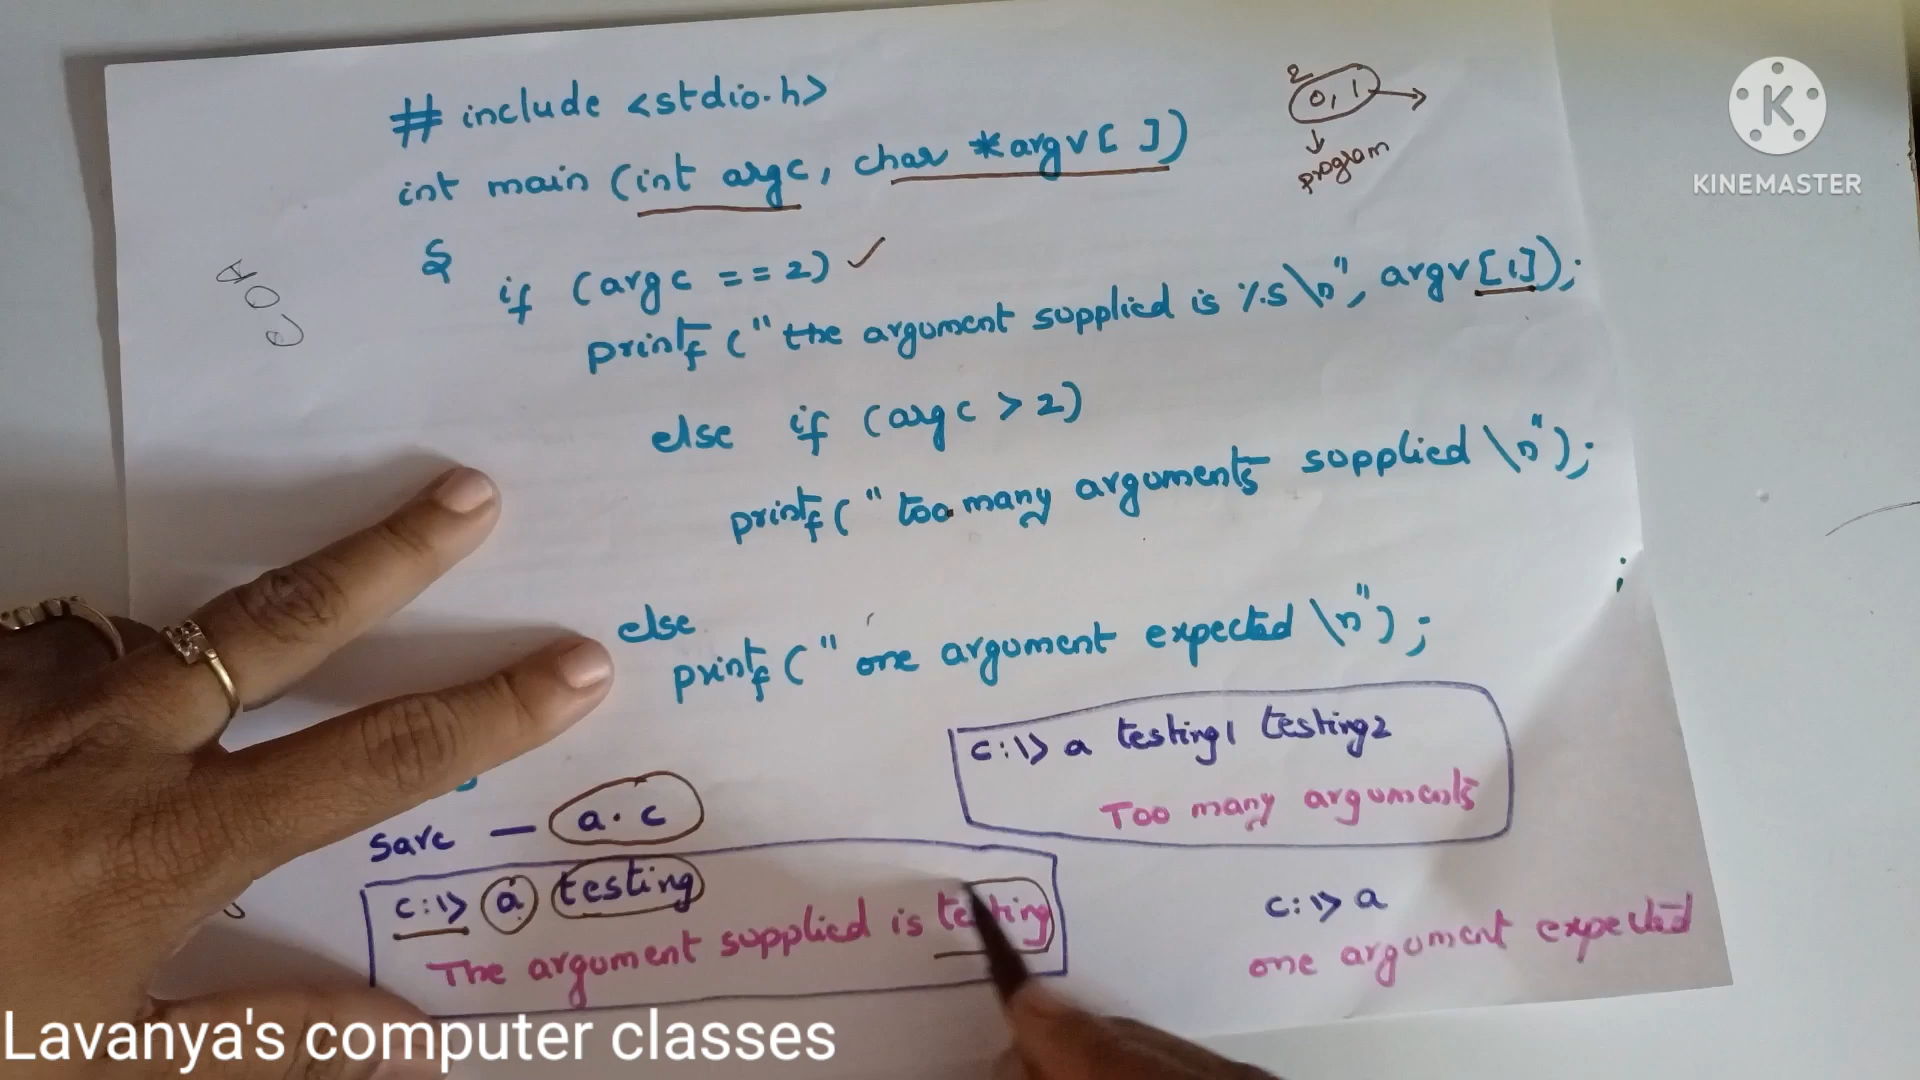 # include <stdio.h>
int main (int argc, char *argv[ ])
{
if (argc == 2) ✓
printf ("the argument supplied is %s \n", argv[1]);
else if (argc > 2)
printf (" too many arguments supplied \n");
;
else
printf (" one argument expected \n");
2
0, 1 →
↓
program
KINEMASTER
save — a.c
c:\> a testing
The argument supplied is testing
c:\> a testing1 testing2
Too many arguments
c:\> a
one argument expected
Lavanya's computer classes